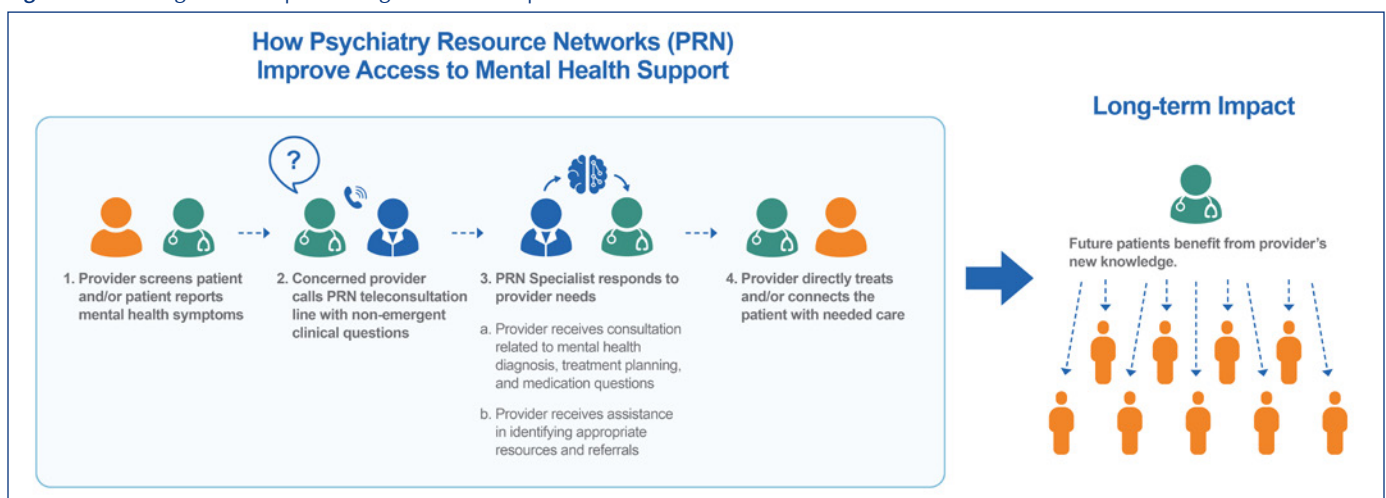 How Psychiatry Resource Networks (PRN)
Improve Access to Mental Health Support
?
1. Provider screens patient
and/or patient reports
mental health symptoms
2. Concerned provider
calls PRN teleconsultation
line with non-emergent
clinical questions
3. PRN Specialist responds to
provider needs
a. Provider receives consultation
related to mental health
diagnosis, treatment planning,
and medication questions
b. Provider receives assistance
in identifying appropriate
resources and referrals
4. Provider directly treats
and/or connects the
patient with needed care
Long-term Impact
Future patients benefit from provider's
new knowledge.